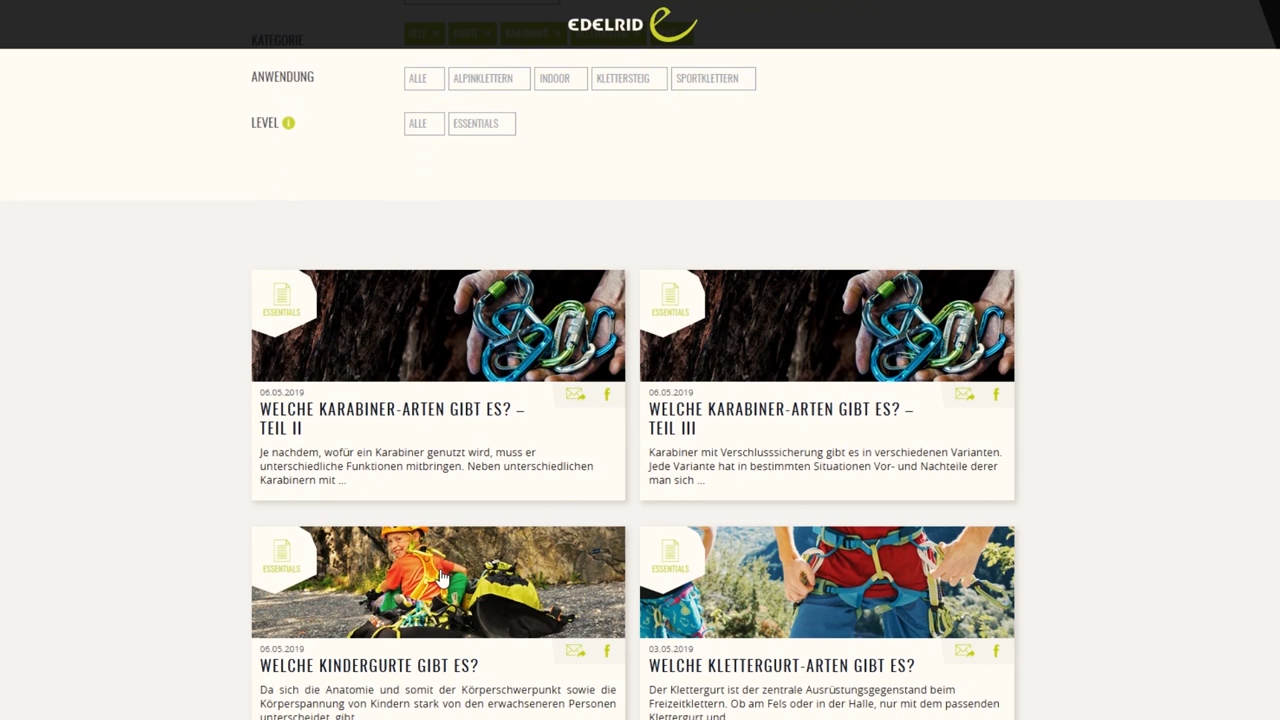 EDELRID
KATEGORIE
ANWENDUNG
ALLE ALPINKLETTERN INDOOR KLETTERSTEIG SPORTKLETTERN
LEVEL i
ALLE ESSENTIALS
ESSENTIALS
06.05.2019
WELCHE KARABINER-ARTEN GIBT ES? –
TEIL II
Je nachdem, wofür ein Karabiner genutzt wird, muss er
unterschiedliche Funktionen mitbringen. Neben unterschiedlichen
Karabinern mit ...
ESSENTIALS
06.05.2019
WELCHE KARABINER-ARTEN GIBT ES? –
TEIL III
Karabiner mit Verschlusssicherung gibt es in verschiedenen Varianten.
Jede Variante hat in bestimmten Situationen Vor- und Nachteile derer
man sich ...
ESSENTIALS
06.05.2019
WELCHE KINDERGURTE GIBT ES?
Da sich die Anatomie und somit der Körperschwerpunkt sowie die
Körperspannung von Kindern stark von den erwachseneren Personen
unterscheidet, gibt
ESSENTIALS
03.05.2019
WELCHE KLETTERGURT-ARTEN GIBT ES?
Der Klettergurt ist der zentrale Ausrüstungsgegenstand beim
Freizeitklettern. Ob am Fels oder in der Halle, nur mit dem passenden
Klettergurt und